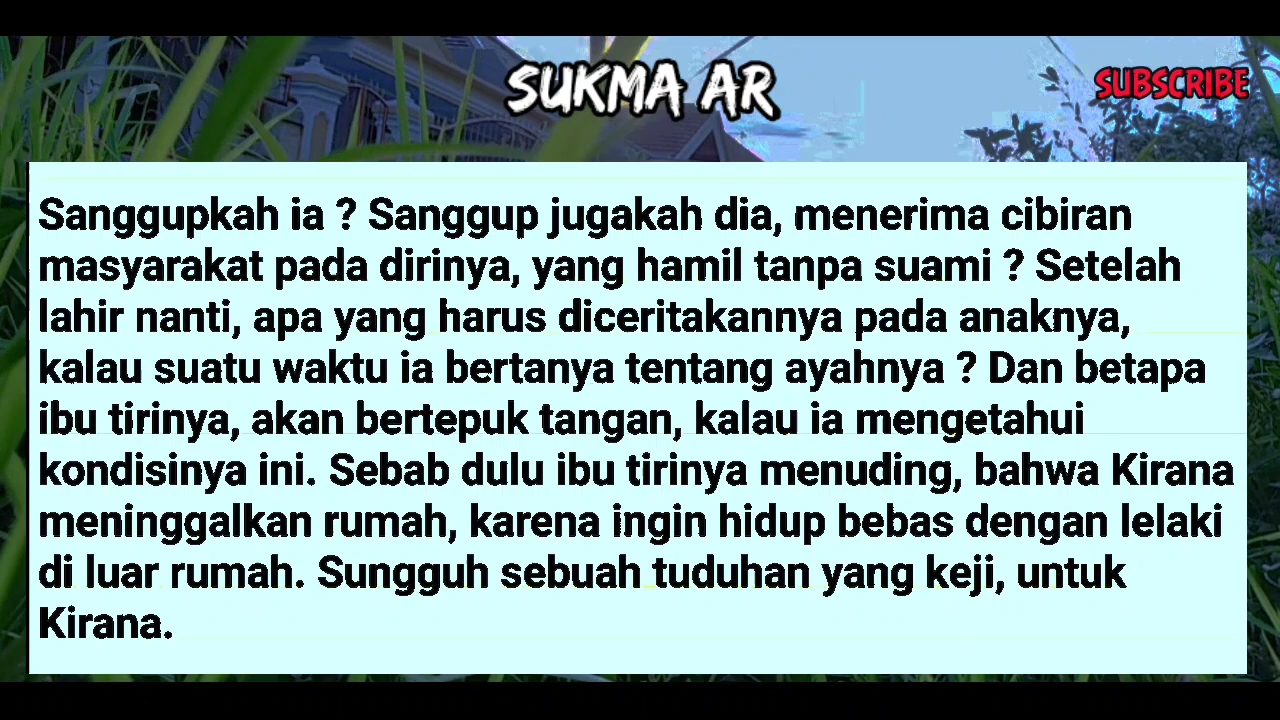 SUKMA AR
SUBSCRIBE
Sanggupkah ia ? Sanggup jugakah dia, menerima cibiran
masyarakat pada dirinya, yang hamil tanpa suami ? Setelah
lahir nanti, apa yang harus diceritakannya pada anaknya,
kalau suatu waktu ia bertanya tentang ayahnya ? Dan betapa
ibu tirinya, akan bertepuk tangan, kalau ia mengetahui
kondisinya ini. Sebab dulu ibu tirinya menuding, bahwa Kirana
meninggalkan rumah, karena ingin hidup bebas dengan lelaki
di luar rumah. Sungguh sebuah tuduhan yang keji, untuk
Kirana.